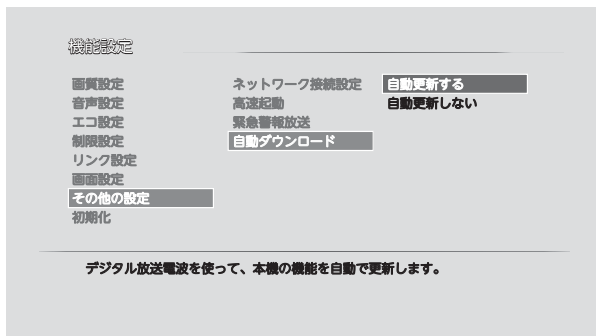 機能設定
画質設定
音声設定
エコ設定
制限設定
リンク設定
画面設定
その他の設定
初期化
ネットワーク接続設定
高速起動
緊急警報放送
自動ダウンロード
自動更新する
自動更新しない
デジタル放送電波を使って、本機の機能を自動で更新します。